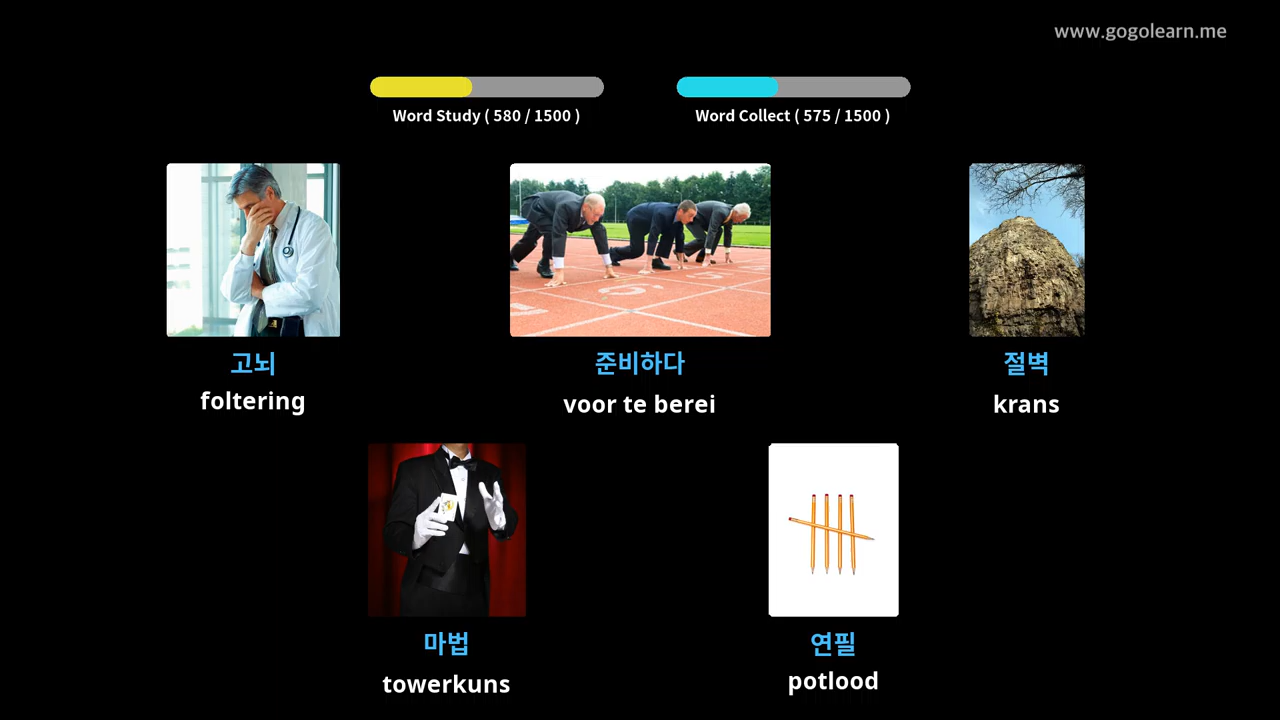 www.gogolearn.me
Word Study ( 580 / 1500 )
Word Collect ( 575 / 1500 )
고뇌
foltering
준비하다
voor te berei
절벽
krans
마법
towerkuns
연필
potlood